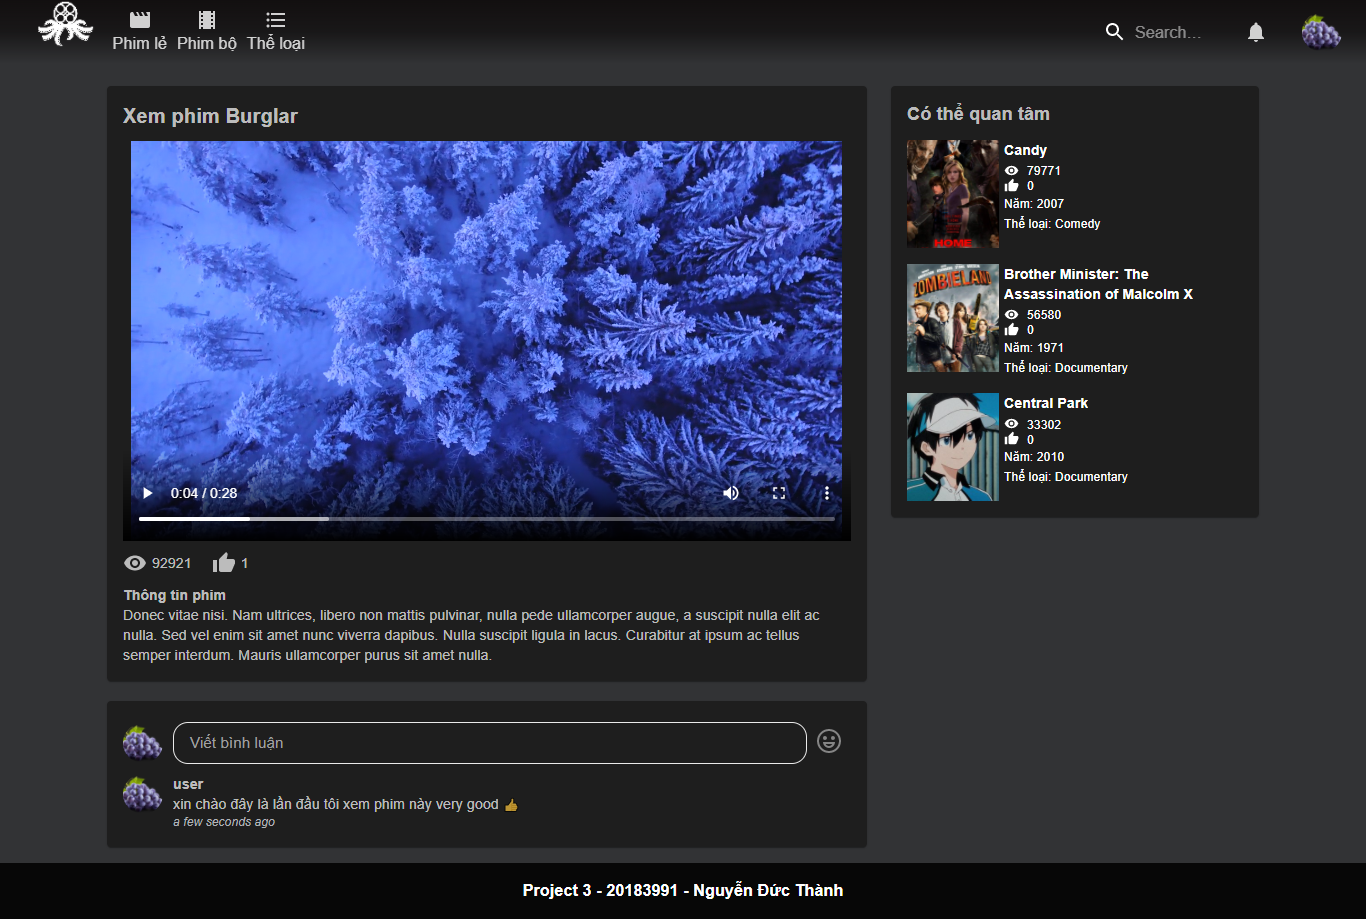 Phim lẻ Phim bộ Thể loại Search...
Xem phim Burglar
0:04 / 0:28
92921 1
Thông tin phim
Donec vitae nisi. Nam ultrices, libero non mattis pulvinar, nulla pede ullamcorper augue, a suscipit nulla elit ac
nulla. Sed vel enim sit amet nunc viverra dapibus. Nulla suscipit ligula in lacus. Curabitur at ipsum ac tellus
semper interdum. Mauris ullamcorper purus sit amet nulla.
Viết bình luận
user
xin chào đây là lần đầu tôi xem phim này very good 👍
a few seconds ago
Có thể quan tâm
HOME
Candy
79771
0
Năm: 2007
Thể loại: Comedy
ZOMBIELAND
Brother Minister: The
Assassination of Malcolm X
56580
0
Năm: 1971
Thể loại: Documentary
Central Park
33302
0
Năm: 2010
Thể loại: Documentary
Project 3 - 20183991 - Nguyễn Đức Thành